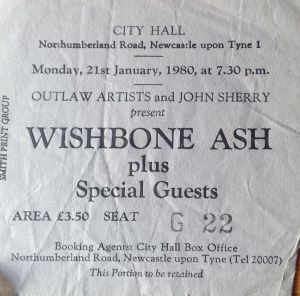 CITY HALL
Northumberland Road, Newcastle upon Tyne 1
Monday, 21st January, 1980, at 7.30 p.m.
OUTLAW ARTISTS and JOHN SHERRY
present
WISHBONE ASH
plus
Special Guests
AREA £3.50 SEAT G 22
Booking Agents: City Hall Box Office
Northumberland Road, Newcastle upon Tyne (Tel 20007)
This Portion to be retained
SMITH PRINT GROUP